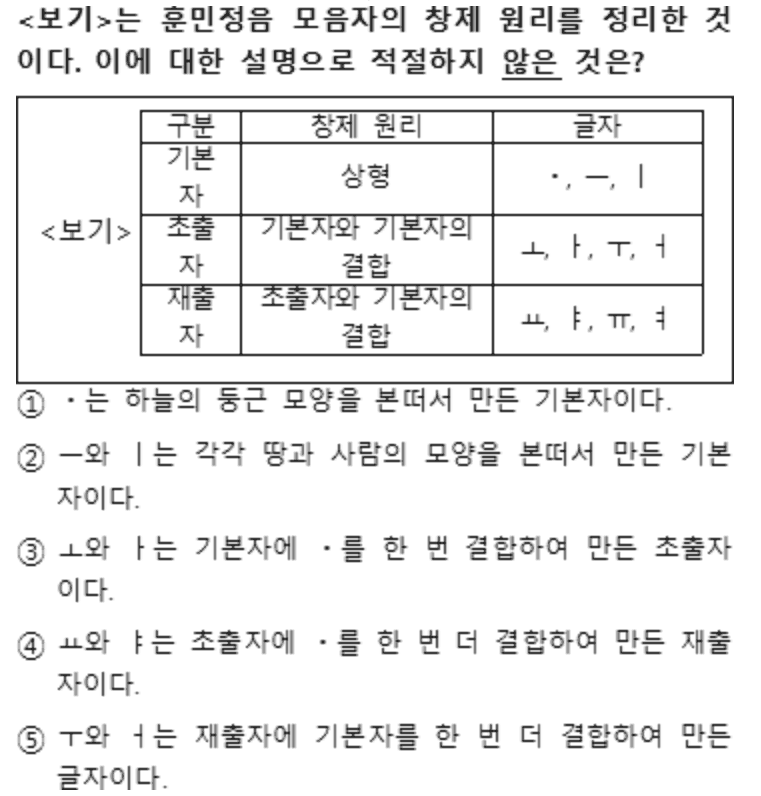 <보기>는 훈민정음 모음자의 창제 원리를 정리한 것
이다. 이에 대한 설명으로 적절하지 않은 것은?
구분 창제 원리 글자
기본
자
상형
ㆍ, ㅡ, ㅣ
<보기>
초출
자
기본자와 기본자의
결합
ㅗ, ㅏ, ㅜ, ㅓ
재출
자
초출자와 기본자의
결합
ㅛ, ㅑ, ㅠ, ㅕ
① ㆍ는 하늘의 둥근 모양을 본떠서 만든 기본자이다.
② ㅡ와 ㅣ는 각각 땅과 사람의 모양을 본떠서 만든 기본
자이다.
③ ㅗ와 ㅏ는 기본자에 ㆍ를 한 번 결합하여 만든 초출자
이다.
④ ㅛ와 ㅑ는 초출자에 ㆍ를 한 번 더 결합하여 만든 재출
자이다.
⑤ ㅜ와 ㅓ는 재출자에 기본자를 한 번 더 결합하여 만든
글자이다.